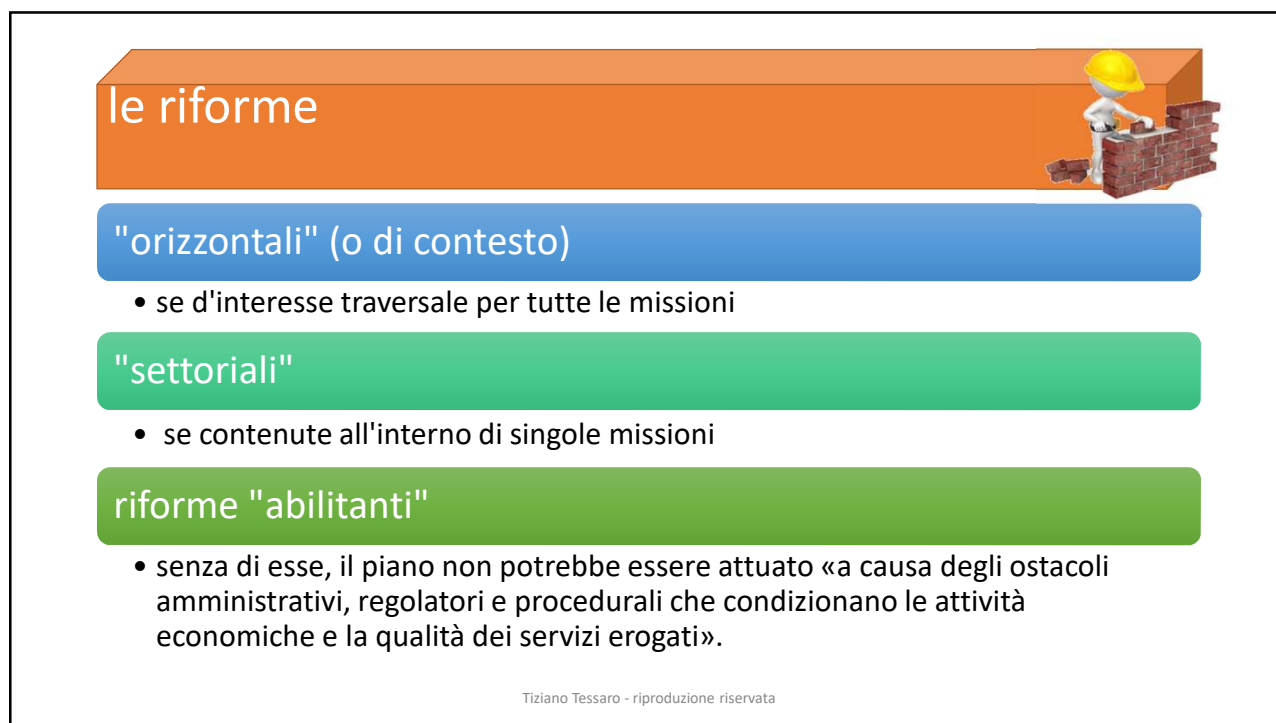 le riforme
"orizzontali" (o di contesto)
• se d'interesse traversale per tutte le missioni
"settoriali"
• se contenute all'interno di singole missioni
riforme "abilitanti"
• senza di esse, il piano non potrebbe essere attuato «a causa degli ostacoli
amministrativi, regolatori e procedurali che condizionano le attività
economiche e la qualità dei servizi erogati».
Tiziano Tessaro - riproduzione riservata